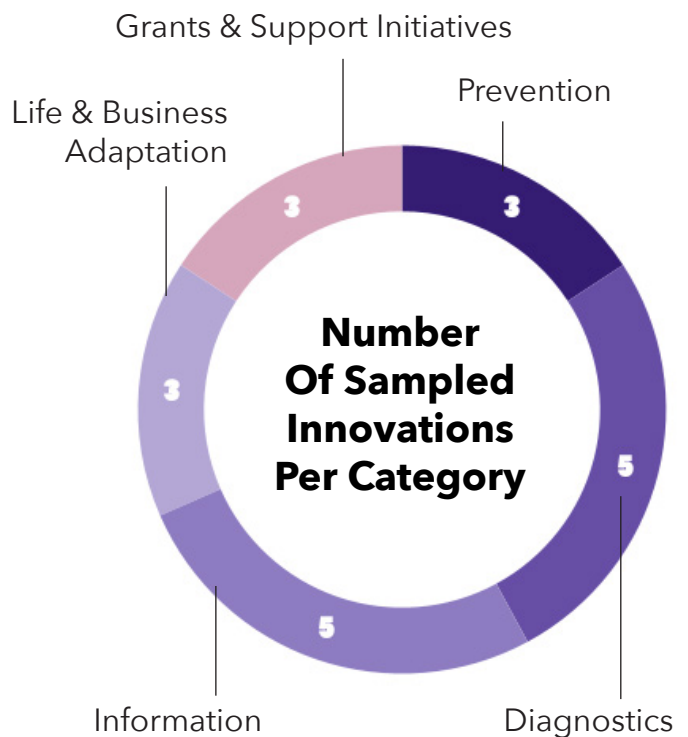 Grants & Support Initiatives
Prevention
Life & Business
Adaptation
3
3
Number
Of Sampled
Innovations
Per Category
3
5
5
Information
Diagnostics